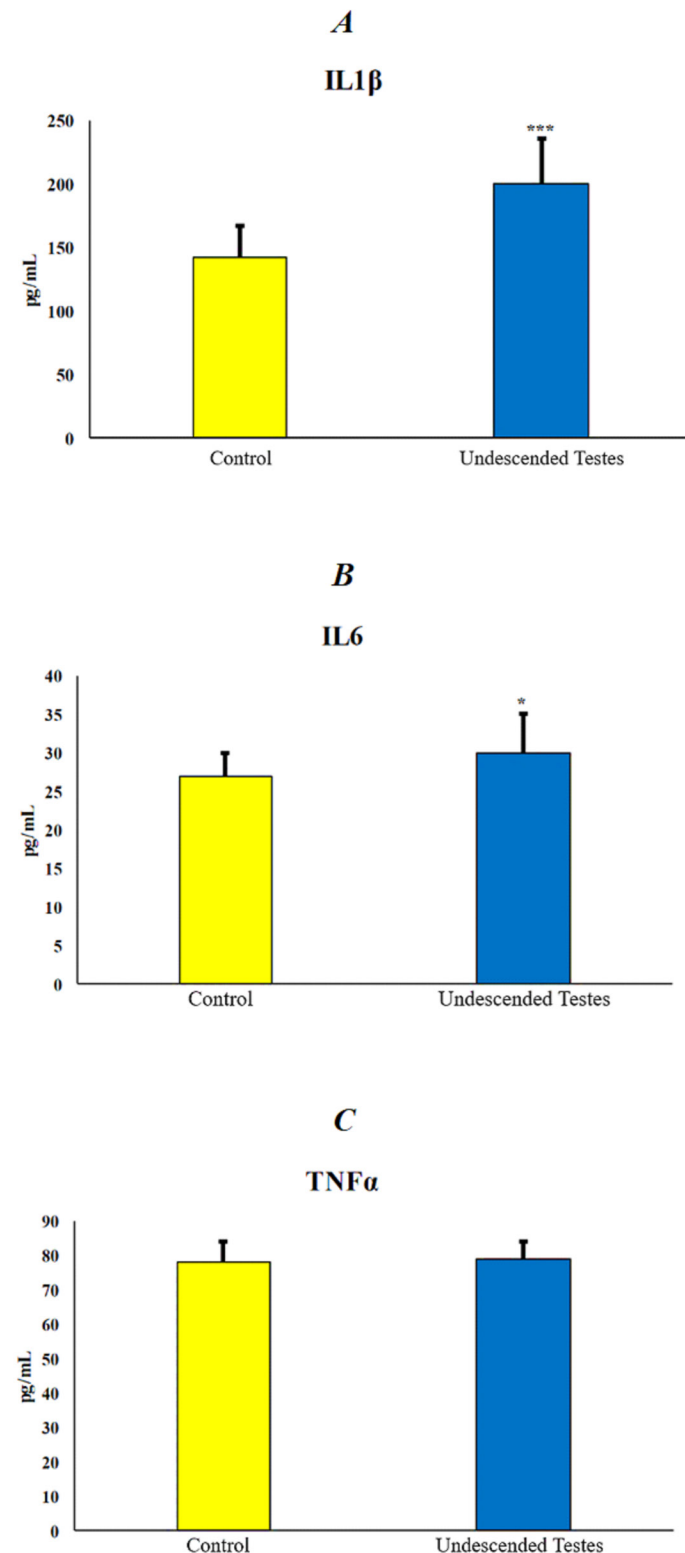 A
IL1β
250
***
200
150
pg/mL
100
50
0
Control Undescended Testes
B
IL6
40
35
*
30
25
pg/mL
20
15
10
5
0
Control Undescended Testes
C
TNFα
90
80
70
60
50
pg/mL
40
30
20
10
0
Control Undescended Testes